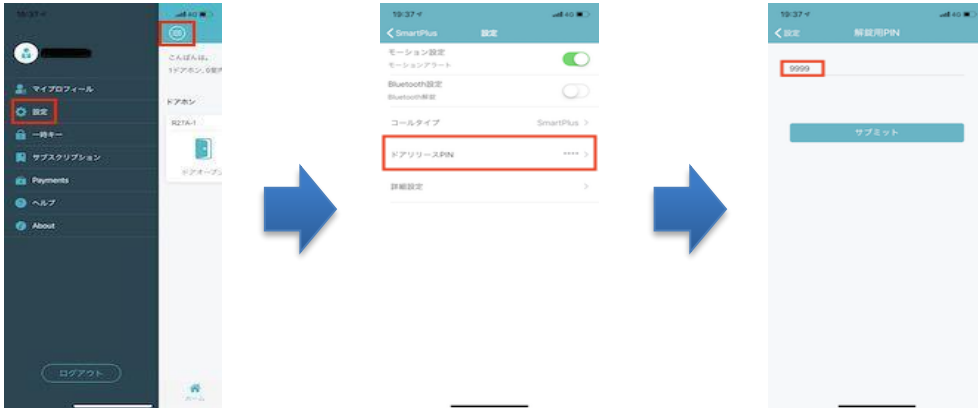 19:37
マイプロフィール
設定
一時キー
サブスクリプション
Payments
ヘルプ
About
ログアウト
4G
こんばんは。
ドアホン
R27A-1
ドアオープン
ホーム
19:37
4G
SmartPlus
設定
モーション設定
モーションアラート
Bluetooth設定
Bluetooth解錠
コールタイプ
SmartPlus
ドアリリースPIN
****
詳細設定
19:37
4G
設定
解錠用PIN
9999
サブミット